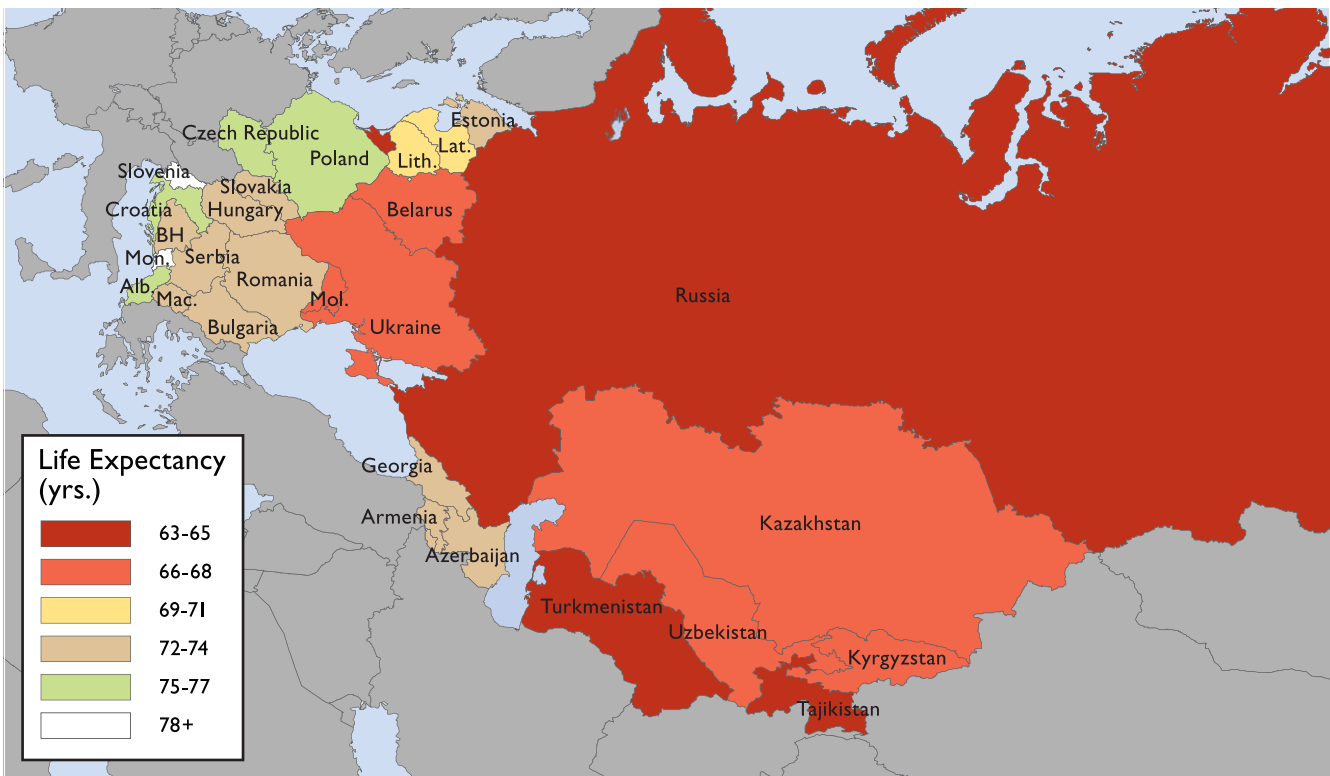 Estonia
Czech Republic
Lat.
Poland
Lith.
Slovenia
Slovakia
Croatia
Hungary
Belarus
BH
Mon.
Serbia
Alb.
Romania
Mac.
Mol.
Russia
Bulgaria
Ukraine
Georgia
Armenia
Azerbaijan
Kazakhstan
Turkmenistan
Uzbekistan
Kyrgyzstan
Tajikistan
Life Expectancy
(yrs.)
63-65
66-68
69-71
72-74
75-77
78+